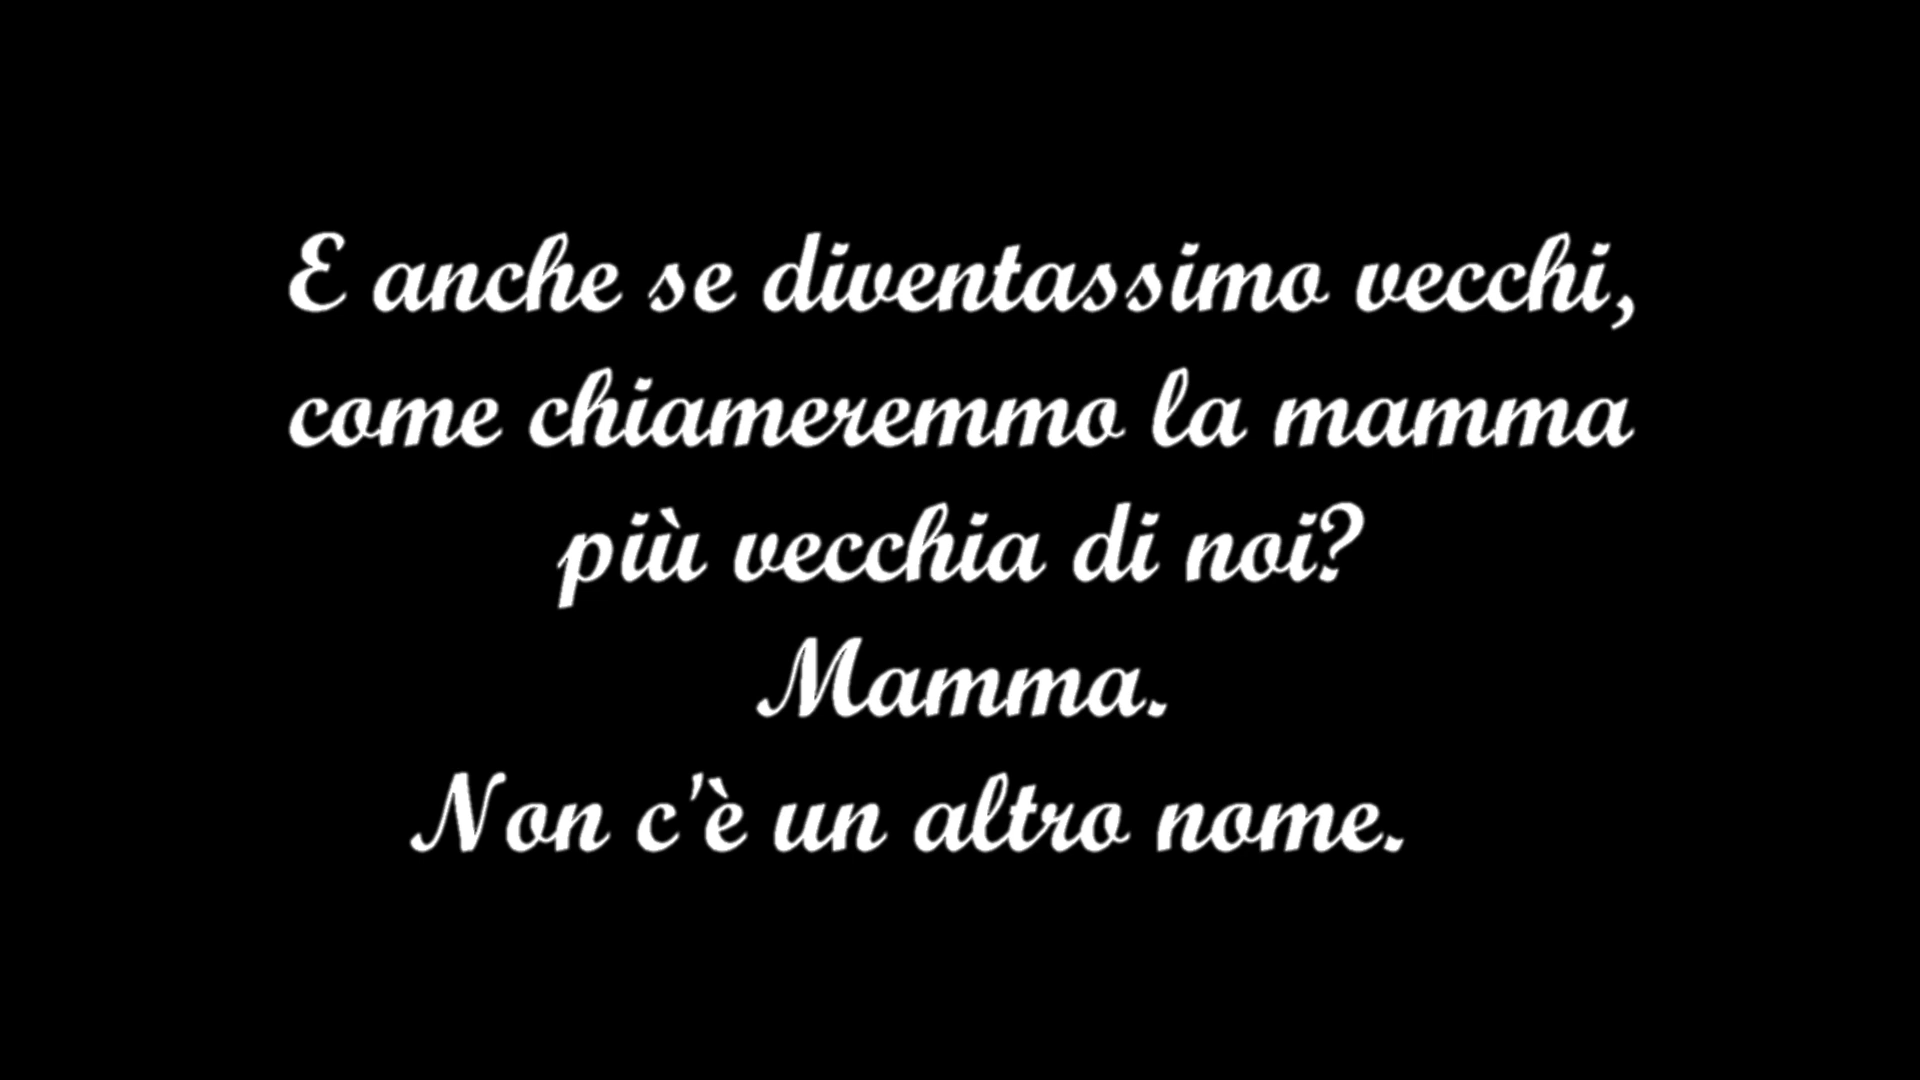 E anche se diventassimo vecchi,
come chiameremmo la mamma
più vecchia di noi?
Mamma.
Non c'è un altro nome.